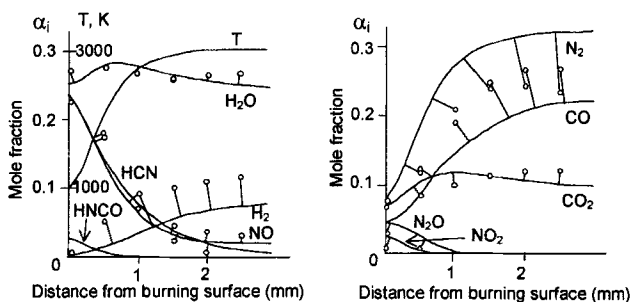 αi T, K
0.3 3000
T
H2O
Mole fraction
0.2
HCN
0.1 1000
HNCO
H2
NO
0
0 1 2
Distance from burning surface (mm)
αi
0.3
N2
CO
Mole fraction
0.2
0.1
CO2
N2O
NO2
0
0 1 2
Distance from burning surface (mm)